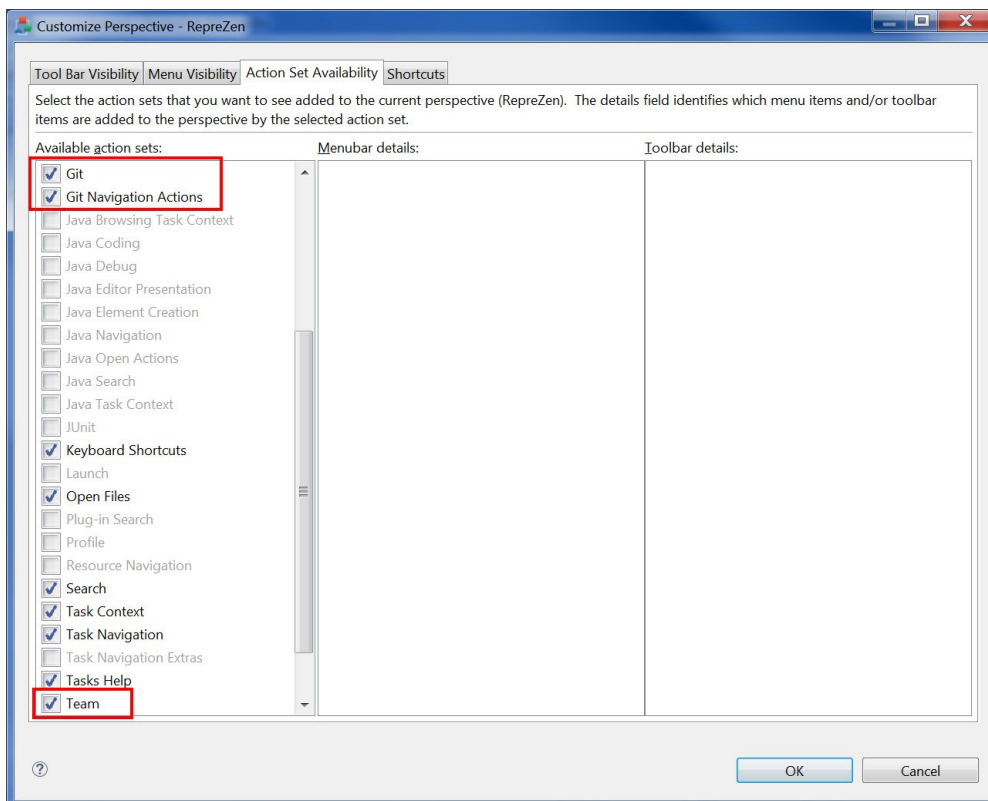 Customize Perspective - RepreZen
Tool Bar Visibility Menu Visibility Action Set Availability Shortcuts
Select the action sets that you want to see added to the current perspective (RepreZen). The details field identifies which menu items and/or toolbar
items are added to the perspective by the selected action set.
Available action sets: Menubar details: Toolbar details:
Git
Git Navigation Actions
Java Browsing Task Context
Java Coding
Java Debug
Java Editor Presentation
Java Element Creation
Java Navigation
Java Open Actions
Java Search
Java Task Context
JUnit
Keyboard Shortcuts
Launch
Open Files
Plug-in Search
Profile
Resource Navigation
Search
Task Context
Task Navigation
Task Navigation Extras
Tasks Help
Team
? OK Cancel